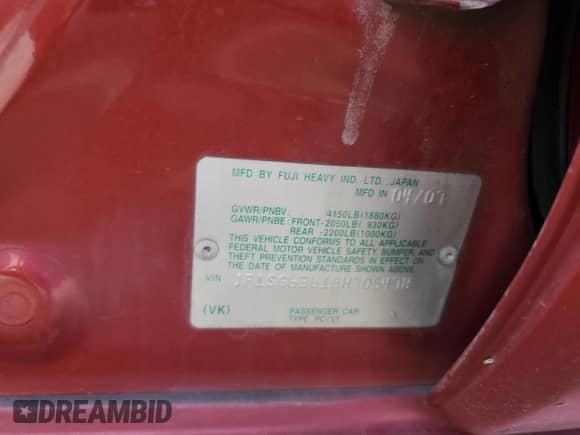 MFD BY FUJI HEAVY IND. LTD. JAPAN
MFD IN 04/07
GVWR/PNBV: 4150LB(1880KG)
GAWR/PNBE: FRONT-2050LB( 930KG)
REAR -2200LB(1000KG)
THIS VEHICLE CONFORMS TO ALL APPLICABLE
FEDERAL MOTOR VEHICLE SAFETY, BUMPER, AND
THEFT PREVENTION STANDARDS IN EFFECT ON THE
DATE OF MANUFACTURE SHOWN ABOVE.
VIN
(VK) PASSENGER CAR
TYPE PC/VT
DREAMBID